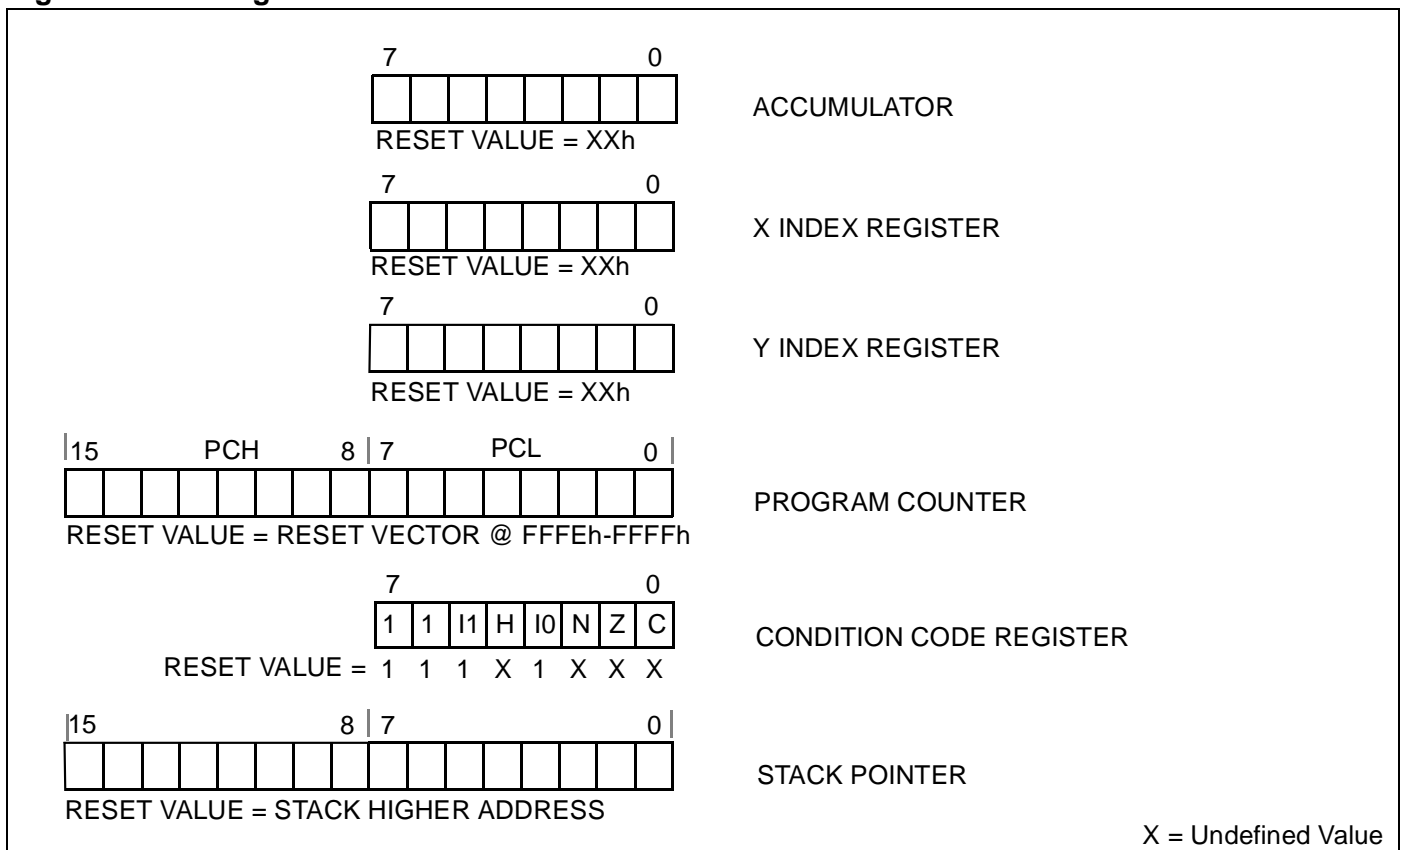 7 0
ACCUMULATOR
RESET VALUE = XXh
7 0
X INDEX REGISTER
RESET VALUE = XXh
7 0
Y INDEX REGISTER
RESET VALUE = XXh
15 PCH 8 7 PCL 0
PROGRAM COUNTER
RESET VALUE = RESET VECTOR @ FFFEh-FFFFh
7 0
1 1 I1 H I0 N Z C
CONDITION CODE REGISTER
RESET VALUE = 1 1 1 X 1 X X X
15 8 7 0
STACK POINTER
RESET VALUE = STACK HIGHER ADDRESS
X = Undefined Value